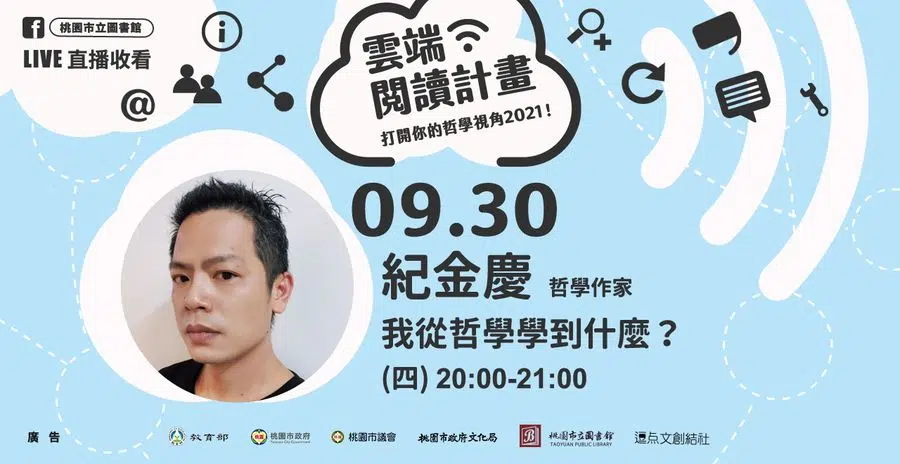 桃園市立圖書館
LIVE 直播收看
雲端
閱讀計畫
打開你的哲學視角2021!
09.30
紀金慶 哲學作家
我從哲學學到什麼?
(四) 20:00-21:00
廣告
教育部
桃園市政府
桃園市議會
桃園市政府文化局
桃園市立圖書館
TAOYUAN PUBLIC LIBRARY
逗点文創結社